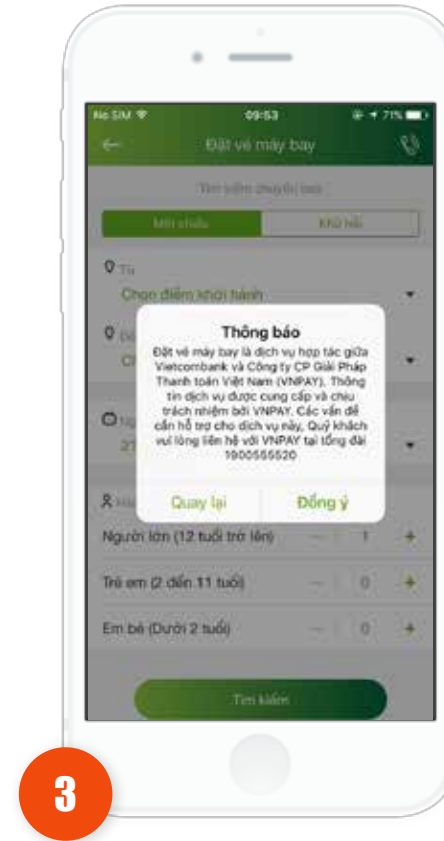 No SIM 09:53 71%
Đặt vé máy bay
Tìm kiếm chuyến bay
Một chiều Khứ hồi
Từ
Chọn điểm khởi hành
Thông báo
Đặt vé máy bay là dịch vụ hợp tác giữa
Vietcombank và Công ty CP Giải Pháp
Thanh toán Việt Nam (VNPAY). Thông
tin dịch vụ được cung cấp và chịu
trách nhiệm bởi VNPAY. Các vấn đề
cần hỗ trợ cho dịch vụ này, Quý khách
vui lòng liên hệ với VNPAY tại tổng đài
1900555520
Quay lại Đồng ý
Người lớn (12 tuổi trở lên) 1 +
Trẻ em (2 đến 11 tuổi) 0 +
Em bé (Dưới 2 tuổi) 0 +
Tìm kiếm
3